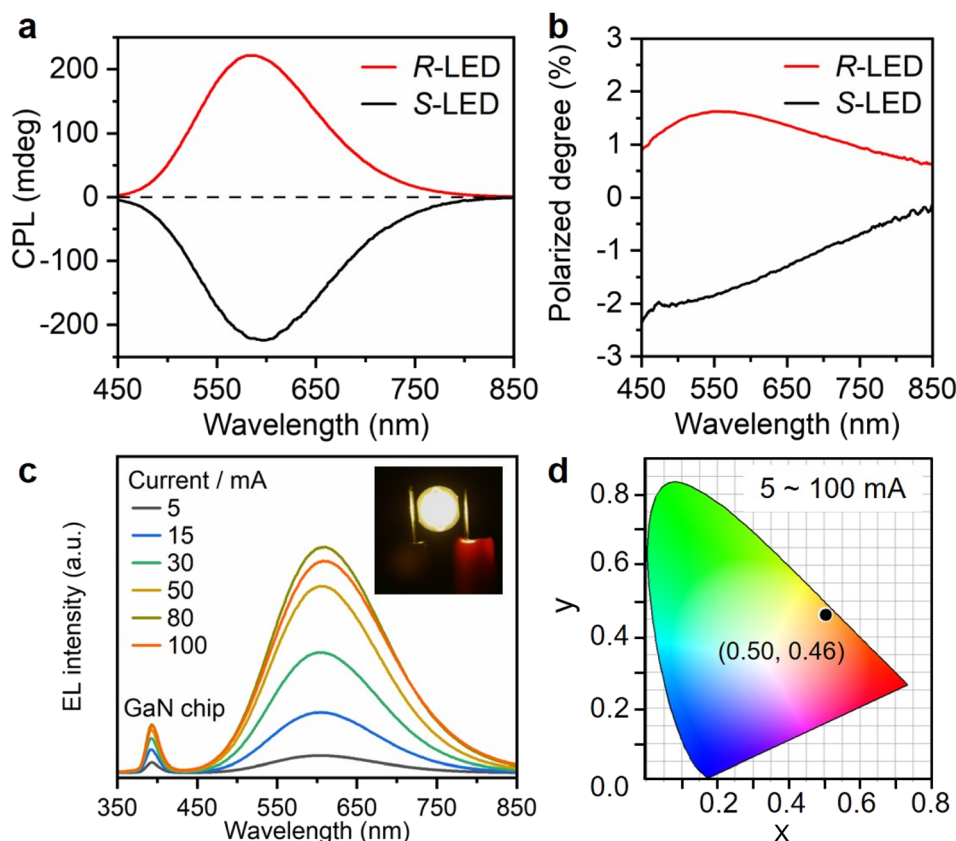 a
CPL (mdeg)
200
100
0
-100
-200
R-LED
S-LED
450 550 650 750 850
Wavelength (nm)
b
Polarized degree (%)
3
2
1
0
-1
-2
-3
R-LED
S-LED
450 550 650 750 850
Wavelength (nm)
c
EL intensity (a.u.)
Current / mA
5
15
30
50
80
100
GaN chip
350 450 550 650 750 850
Wavelength (nm)
d
5 ~ 100 mA
y
0.8
0.6
0.4
0.2
0.0
(0.50, 0.46)
0.2 0.4 0.6 0.8
X